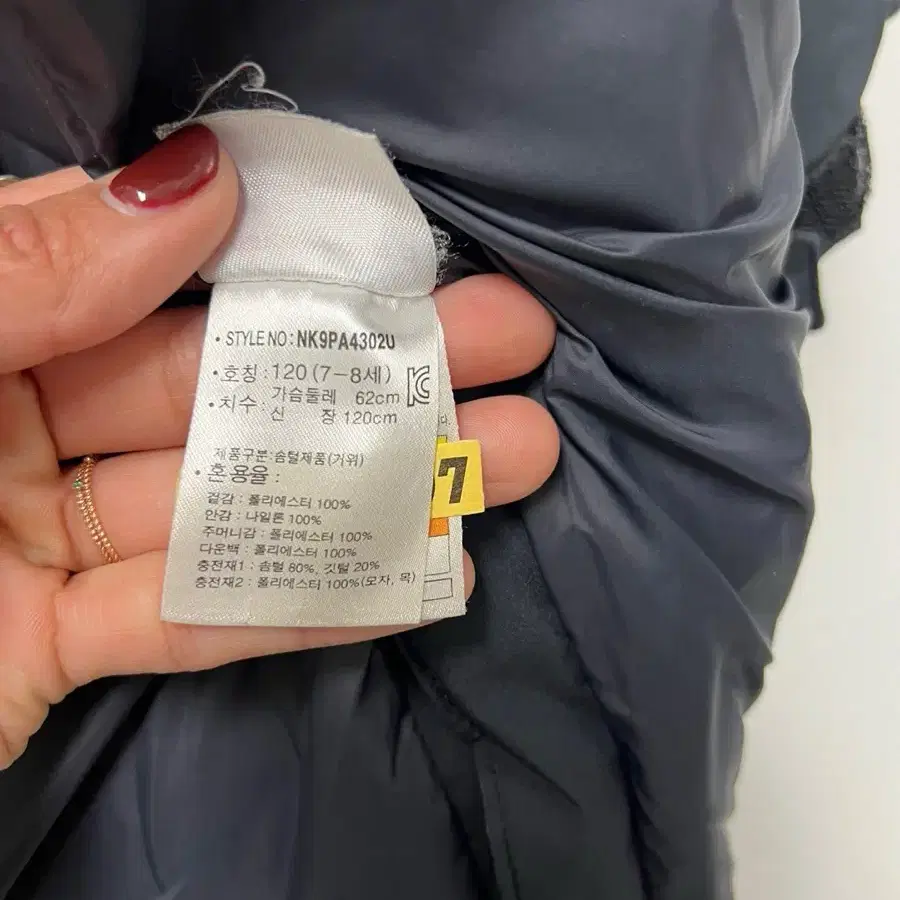 • STYLE NO: NK9PA4302U
• 호칭 : 120 (7-8세)
• 치수 : 가슴둘레 62cm
신 장 120cm
제품구분:솜털제품(거위)
• 혼용율 :
겉감 : 폴리에스터 100%
안감 : 나일론 100%
주머니감 : 폴리에스터 100%
다운백 : 폴리에스터 100%
충전재1 : 솜털 80%, 깃털 20%
충전재2 : 폴리에스터 100%(모자, 목)
다.
7